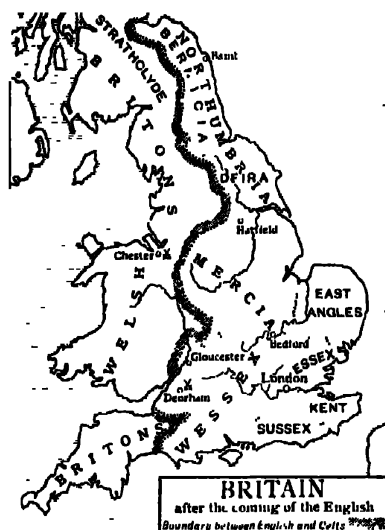 STRATHCLYDE
BRITONS
NORTHUMBRIA
BERNICIA
DEIRA
Hatfield
Chester
MERCIA
WELSH
EAST
ANGLES
Bedford
Gloucester
ESSEX
London
Deorham
WESSEX
KENT
SUSSEX
BRITONS
BRITAIN
after the coming of the English
Boundary between English and Celts